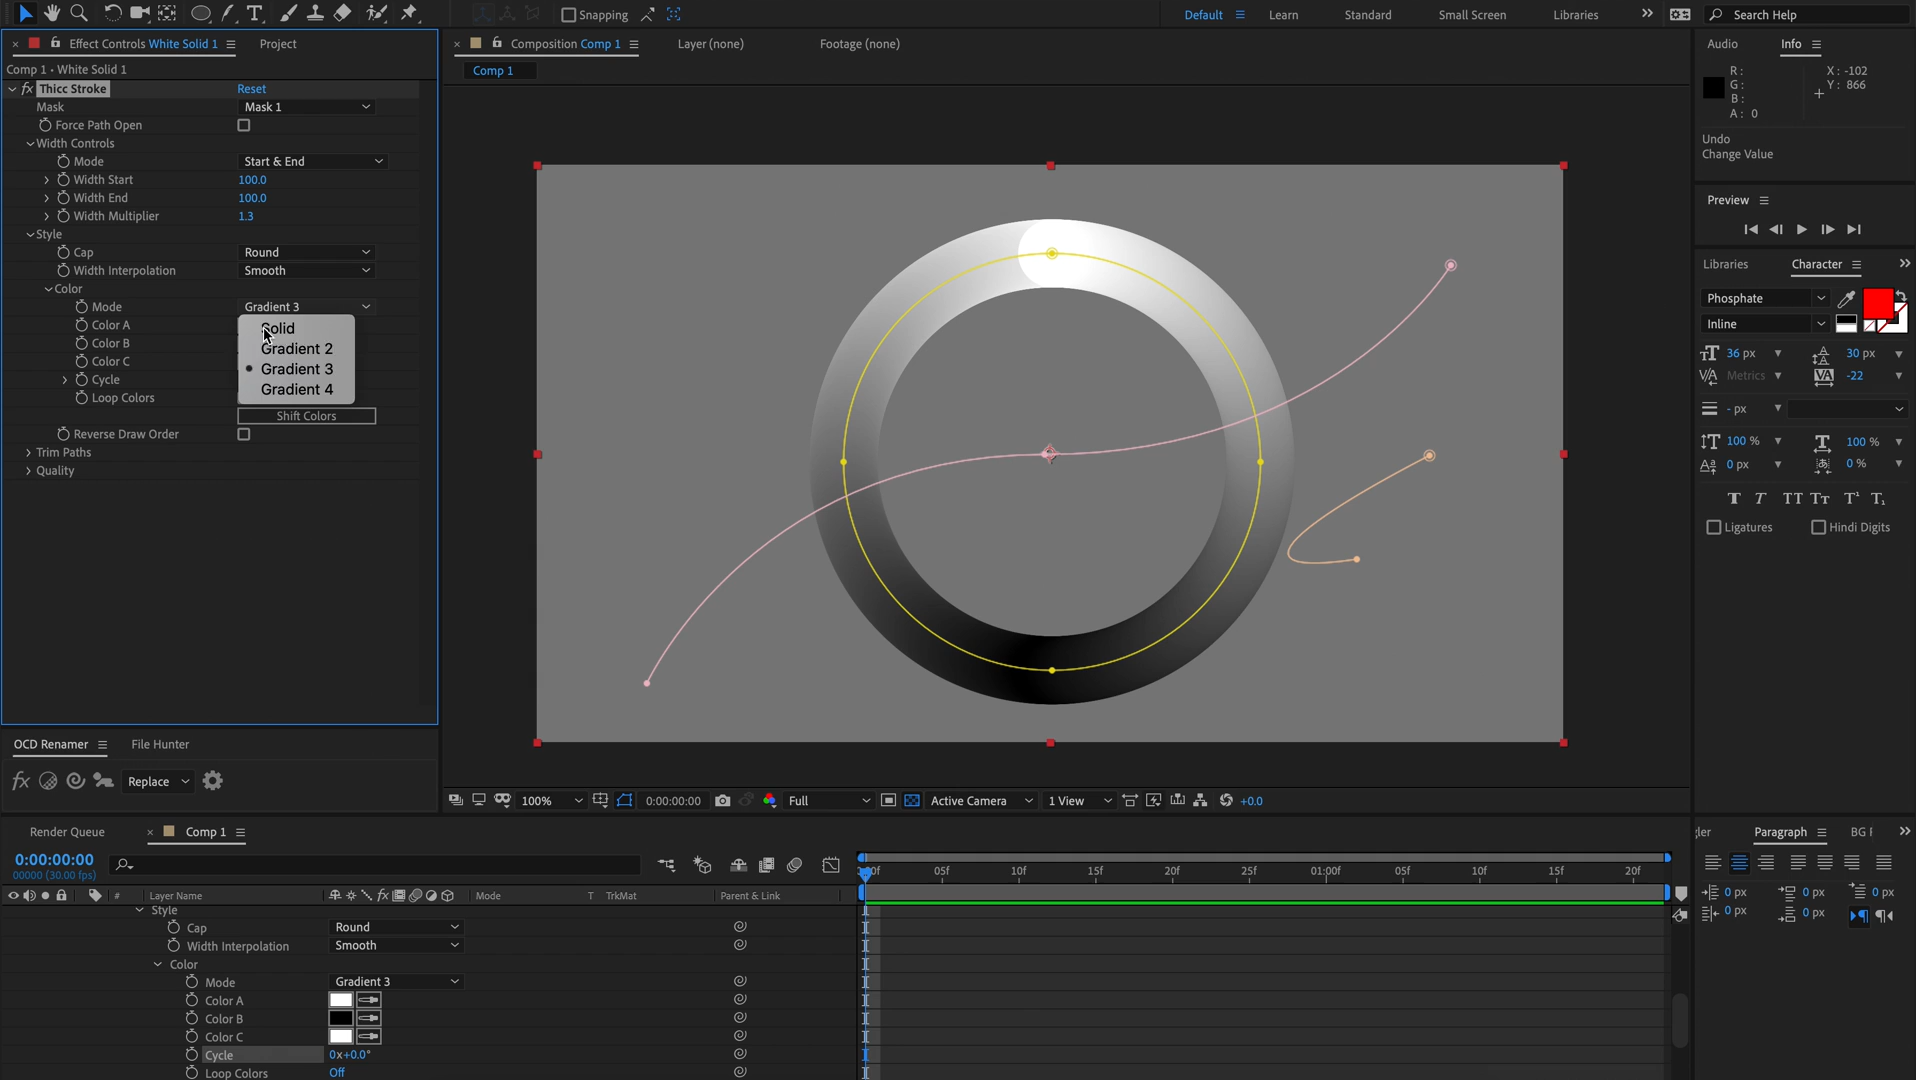 Snapping
Default
Learn
Standard
Small Screen
Libraries
Search Help
Effect Controls White Solid 1
Project
Composition Comp 1
Layer (none)
Footage (none)
Audio
Info
Comp 1 • White Solid 1
Comp 1
R:
G:
B:
A: 0
X: -102
Y: 866
Undo
Change Value
fx Thicc Stroke
Reset
Mask
Mask 1
Force Path Open
Width Controls
Mode
Start & End
Width Start
100.0
Width End
100.0
Width Multiplier
1.3
Style
Cap
Round
Width Interpolation
Smooth
Color
Mode
Gradient 3
Color A
Color B
Color C
Cycle
Loop Colors
Solid
Gradient 2
Gradient 3
Gradient 4
Shift Colors
Reverse Draw Order
Trim Paths
Quality
Preview
Libraries
Character
Phosphate
Inline
36 px
30 px
Metrics
-22
- px
100 %
100 %
0 px
0 %
Ligatures
Hindi Digits
OCD Renamer
File Hunter
fx
Replace
100%
0:00:00:00
Full
Active Camera
1 View
+0.0
Render Queue
Comp 1
0:00:00:00
00000 (30.00 fps)
05f
10f
15f
20f
25f
01:00f
05f
10f
15f
20f
#
Layer Name
Mode
T
TrkMat
Parent & Link
Style
Cap
Round
Width Interpolation
Smooth
Color
Mode
Gradient 3
Color A
Color B
Color C
Cycle
0x+0.0°
Loop Colors
Off
Paragraph
0 px
0 px
0 px
0 px
0 px